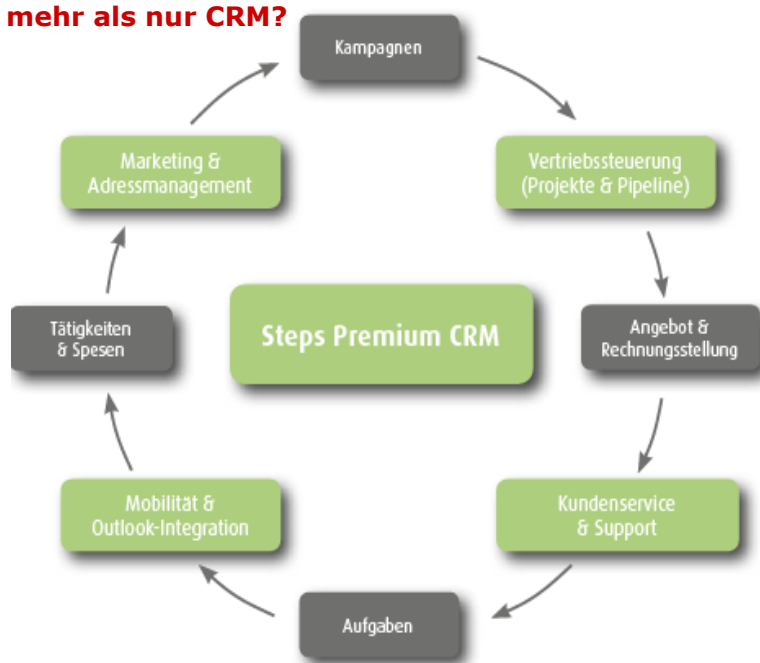 mehr als nur CRM?
Kampagnen
Marketing &
Adressmanagement
Vertriebssteuerung
(Projekte & Pipeline)
Tätigkeiten
& Spesen
Steps Premium CRM
Angebot &
Rechnungsstellung
Mobilität &
Outlook-Integration
Kundenservice
& Support
Aufgaben